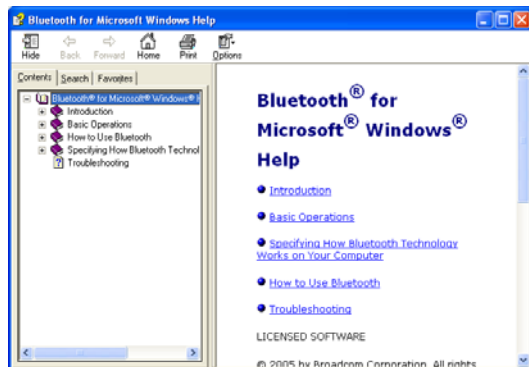 Bluetooth for Microsoft Windows Help
Hide Back Forward Home Print Options
Contents Search Favorites
Bluetooth® for Microsoft® Windows® H
Introduction
Basic Operations
How to Use Bluetooth
Specifying How Bluetooth Technol
Troubleshooting
Bluetooth® for
Microsoft® Windows®
Help
Introduction
Basic Operations
Specifying How Bluetooth Technology
Works on Your Computer
How to Use Bluetooth
Troubleshooting
LICENSED SOFTWARE
© 2005 by Broadcom Corporation. All rights